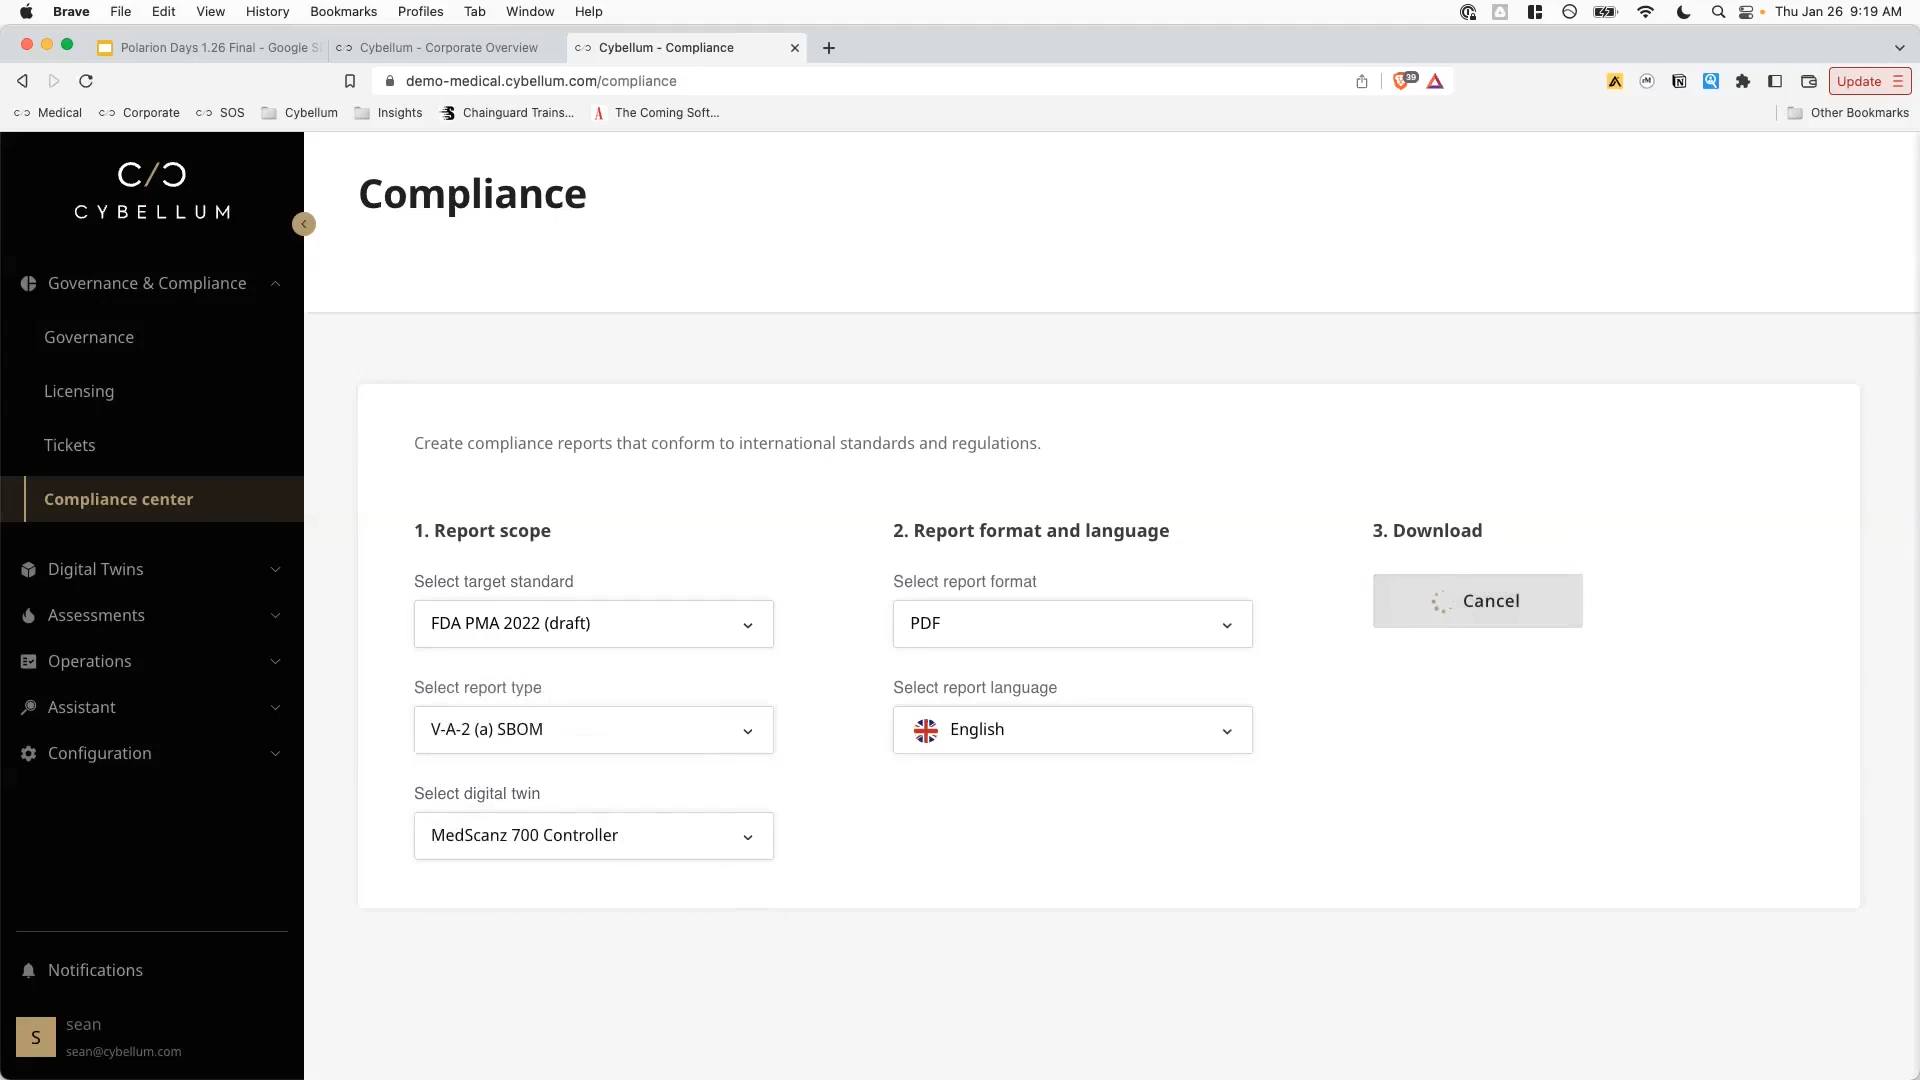 Brave File Edit View History Bookmarks Profiles Tab Window Help Thu Jan 26 9:19 AM
Polarion Days 1.26 Final - Google S Cybellum - Corporate Overview Cybellum - Compliance
demo-medical.cybellum.com/compliance 39 Update
Medical Corporate SOS Cybellum Insights Chainguard Trains... The Coming Soft... Other Bookmarks
CYBELLUM
Governance & Compliance
Governance
Licensing
Tickets
Compliance center
Digital Twins
Assessments
Operations
Assistant
Configuration
Notifications
S
sean
sean@cybellum.com
Compliance
Create compliance reports that conform to international standards and regulations.
1. Report scope
Select target standard
FDA PMA 2022 (draft)
Select report type
V-A-2 (a) SBOM
Select digital twin
MedScanz 700 Controller
2. Report format and language
Select report format
PDF
Select report language
English
3. Download
Cancel